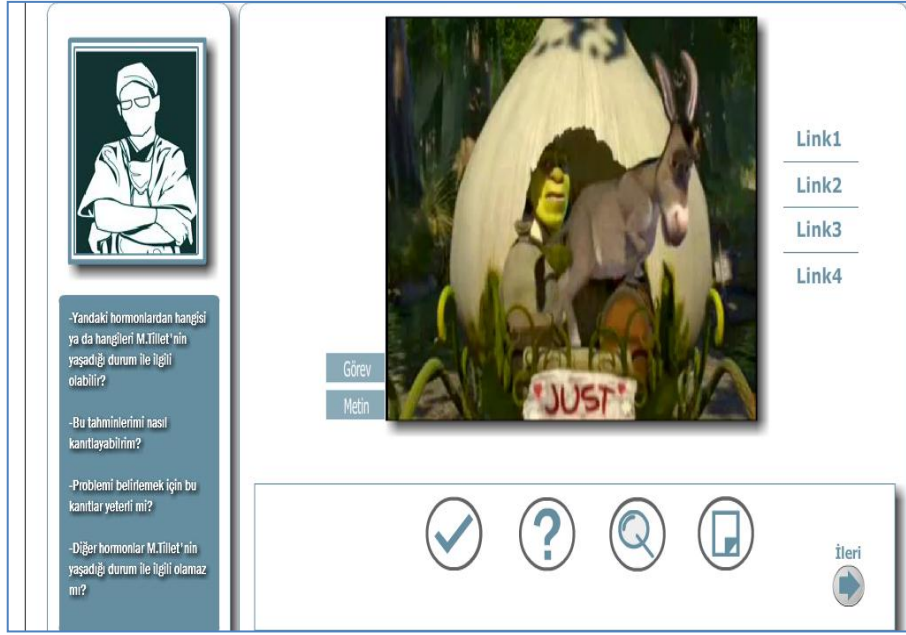 -Yandaki hormonlardan hangisi
ya da hangileri M.Tillet'nin
yaşadığı durum ile ilgili
olabilir?
-Bu tahminlerimi nasıl
kanıtlayabilrim?
-Problemi belirlemek için bu
kanıtlar yeterli mi?
-Diğer hormonlar M.Tillet'nin
yaşadığı durum ile ilgili olamaz
mı?
Görev
Metin
JUST
Link1
Link2
Link3
Link4
İleri